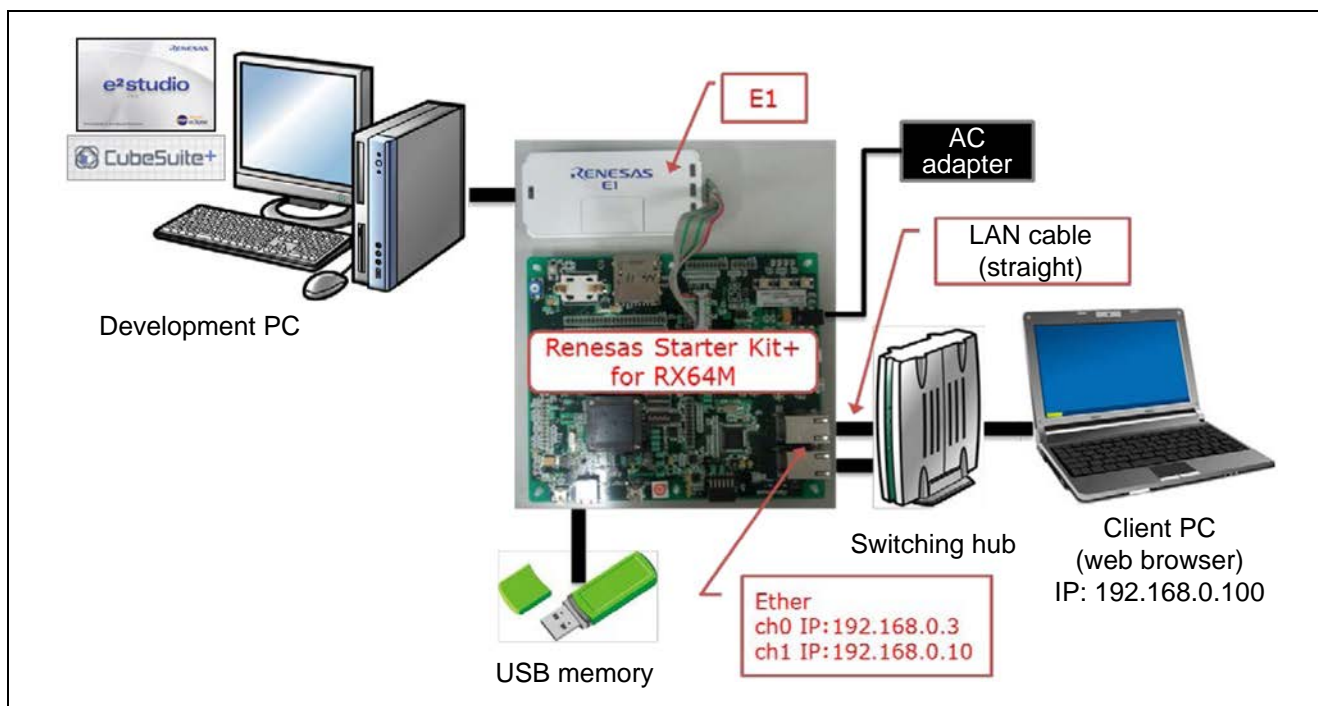 RENESAS
e² studio
CubeSuite+
E1
RENESAS
E1
AC
adapter
LAN cable
(straight)
Development PC
Renesas Starter Kit+
for RX64M
Switching hub
Client PC
(web browser)
IP: 192.168.0.100
Ether
ch0 IP:192.168.0.3
ch1 IP:192.168.0.10
USB memory